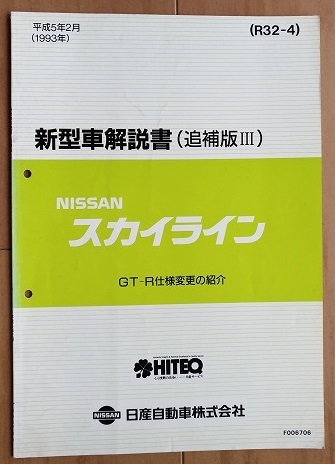 平成5年2月
(1993年)
(R32-4)
新型車解説書(追補版III)
NISSAN
スカイライン
GT-R仕様変更の紹介
HITEQ
NISSAN 日産自動車株式会社
F006706